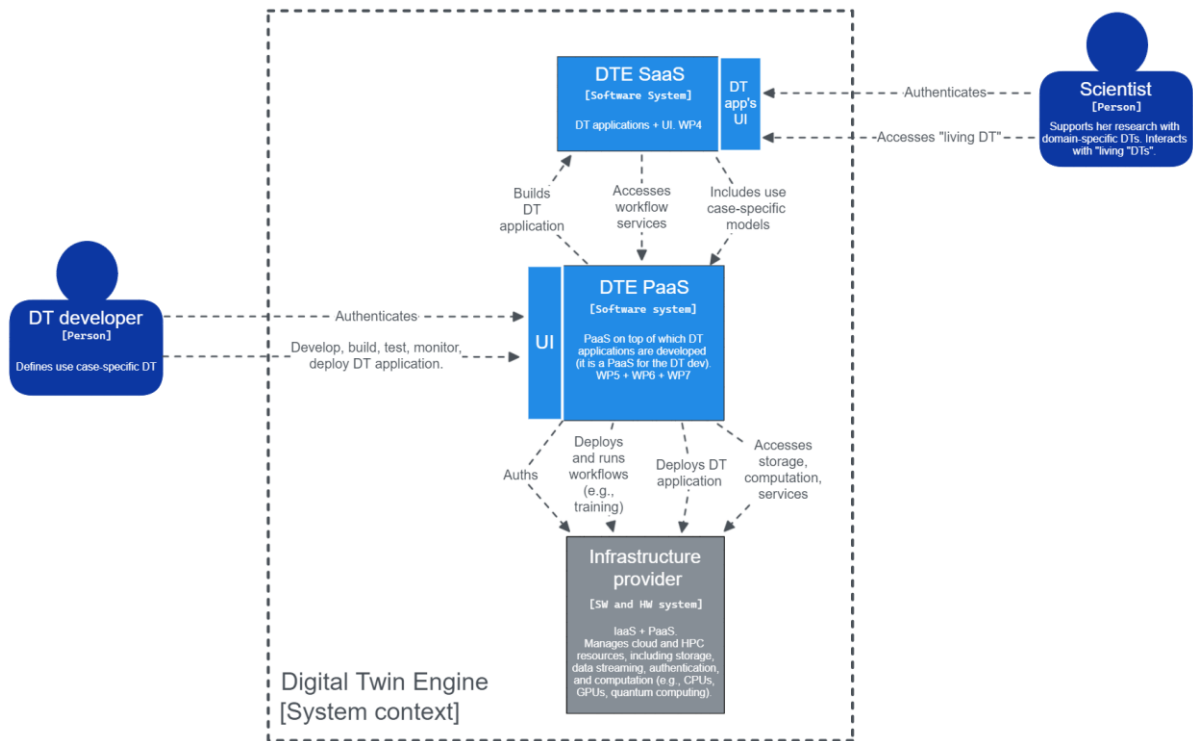 DTE SaaS
[Software System]
DT applications + UI. WP4
DT
app's
UI
Authenticates
Accesses "living DT"
Scientist
[Person]
Supports her research with
domain-specific DTs. Interacts
with "living "DTs".
Builds
DT
application
Accesses
workflow
services
Includes use
case-specific
models
DT developer
[Person]
Defines use case-specific DT
Authenticates
Develop, build, test, monitor,
deploy DT application.
UI
DTE PaaS
[Software system]
PaaS on top of which DT
applications are developed
(it is a PaaS for the DT dev).
WP5 + WP6 + WP7
Auths
Deploys
and runs
workflows
(e.g.,
training)
Deploys DT
application
Accesses
storage,
computation,
services
Infrastructure
provider
[SW and HW system]
IaaS + PaaS.
Manages cloud and HPC
resources, including storage,
data streaming, authentication,
and computation (e.g., CPUs,
GPUs, quantum computing).
Digital Twin Engine
[System context]